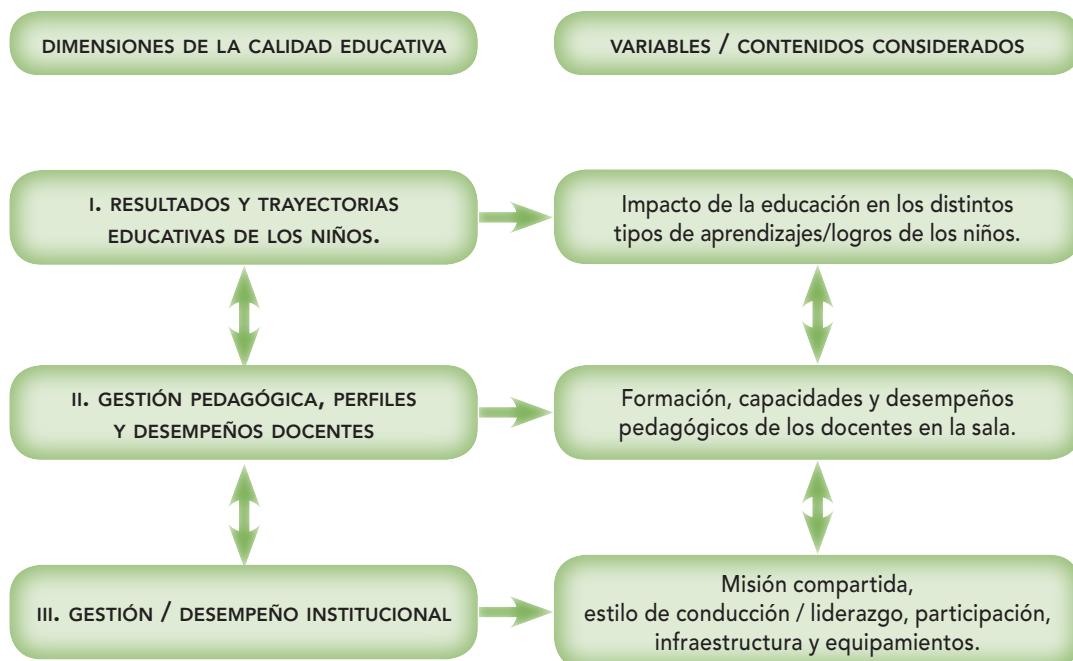 DIMENSIONES DE LA CALIDAD EDUCATIVA
VARIABLES / CONTENIDOS CONSIDERADOS
I. RESULTADOS Y TRAYECTORIAS
EDUCATIVAS DE LOS NIÑOS.
Impacto de la educación en los distintos
tipos de aprendizajes/logros de los niños.
II. GESTIÓN PEDAGÓGICA, PERFILES
Y DESEMPEÑOS DOCENTES
Formación, capacidades y desempeños
pedagógicos de los docentes en la sala.
III. GESTIÓN / DESEMPEÑO INSTITUCIONAL
Misión compartida,
estilo de conducción / liderazgo, participación,
infraestructura y equipamientos.